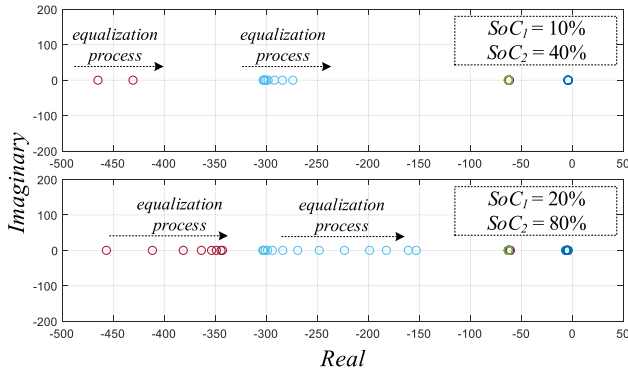 200
100
0
-100
-200
equalization
process
equalization
process
SoC1 = 10%
SoC2 = 40%
-500 -450 -400 -350 -300 -250 -200 -150 -100 -50 0 50
Imaginary
200
100
0
-100
-200
equalization
process
equalization
process
SoC1 = 20%
SoC2 = 80%
-500 -450 -400 -350 -300 -250 -200 -150 -100 -50 0 50
Real